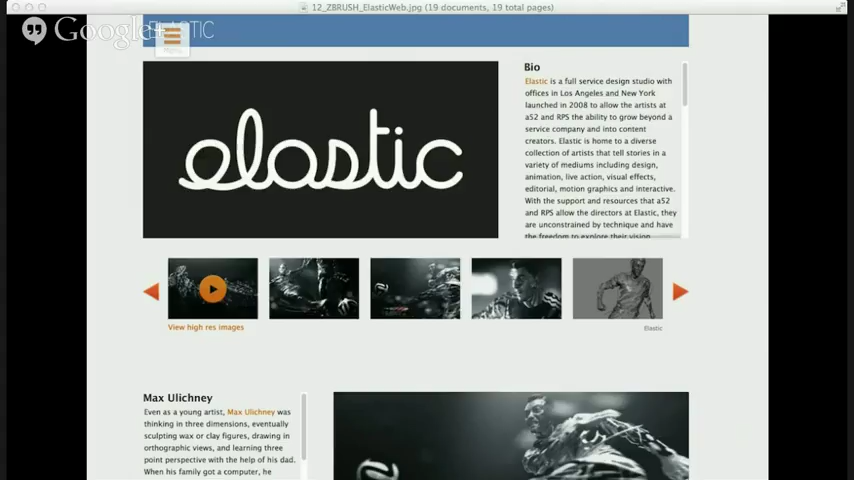 12_ZBRUSH_ElasticWeb.jpg (19 documents, 19 total pages)
Google+
menu
elastic
Bio
Elastic is a full service design studio with
offices in Los Angeles and New York
launched in 2008 to allow the artists at
a52 and RPS the ability to grow beyond a
service company and into content
creators. Elastic is home to a diverse
collection of artists that tell stories in a
variety of mediums including design,
animation, live action, visual effects,
editorial, motion graphics and interactive.
With the support and resources that a52
and RPS allow the directors at Elastic, they
are unconstrained by technique and have
the freedom to explore their vision
View high res images
Elastic
Max Ulichney
Even as a young artist, Max Ulichney was
thinking in three dimensions, eventually
sculpting wax or clay figures, drawing in
orthographic views, and learning three
point perspective with the help of his dad.
When his family got a computer, he